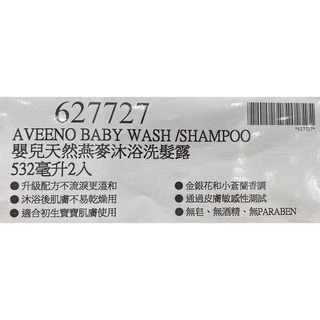 627727
*627727*
AVEENO BABY WASH /SHAMPOO
嬰兒天然燕麥沐浴洗髮露
532毫升2入
●升級配方不流淚更溫和
●沐浴後肌膚不易乾燥用
●適合初生寶寶肌膚使用
●金銀花和小蒼蘭香調
●通過皮膚敏感性測試
●無皂、無酒精、無PARABEN